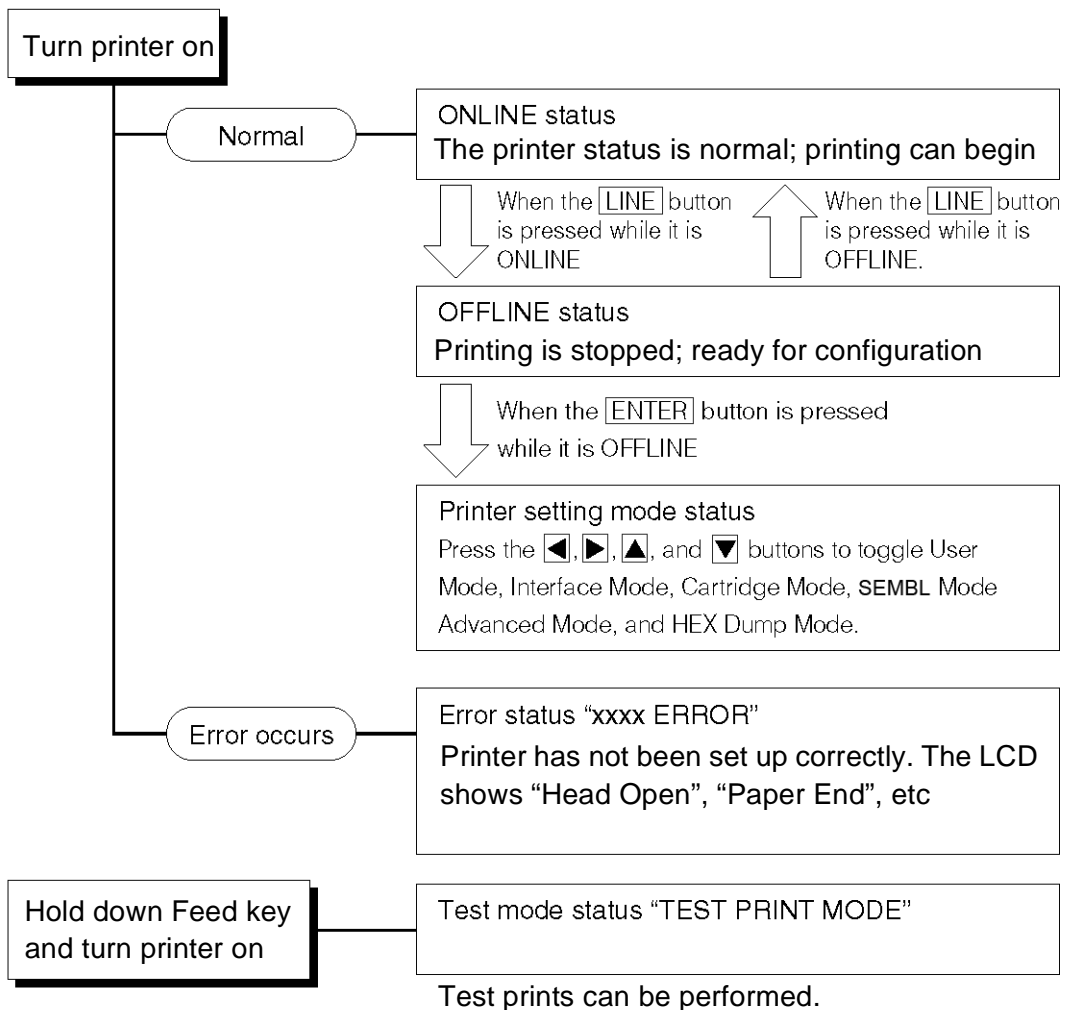 Turn printer on
Normal
ONLINE status
The printer status is normal; printing can begin
When the LINE button
is pressed while it is
ONLINE
When the LINE button
is pressed while it is
OFFLINE.
OFFLINE status
Printing is stopped; ready for configuration
When the ENTER button is pressed
while it is OFFLINE
Printer setting mode status
Press the ◀, ▶, ▲, and ▼ buttons to toggle User
Mode, Interface Mode, Cartridge Mode, SEMBL Mode
Advanced Mode, and HEX Dump Mode.
Error occurs
Error status “xxxx ERROR”
Printer has not been set up correctly. The LCD
shows “Head Open”, “Paper End”, etc
Hold down Feed key
and turn printer on
Test mode status “TEST PRINT MODE”
Test prints can be performed.